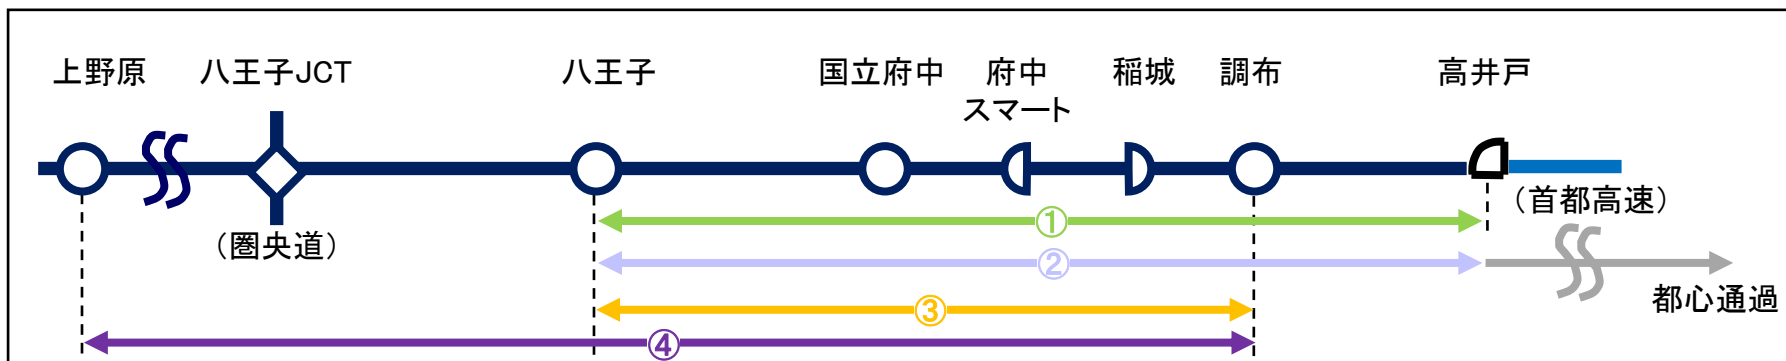 上野原
八王子JCT
八王子
国立府中
府中
スマート
稲城
調布
高井戸
（圏央道）
（首都高速）
①
②
都心通過
③
④